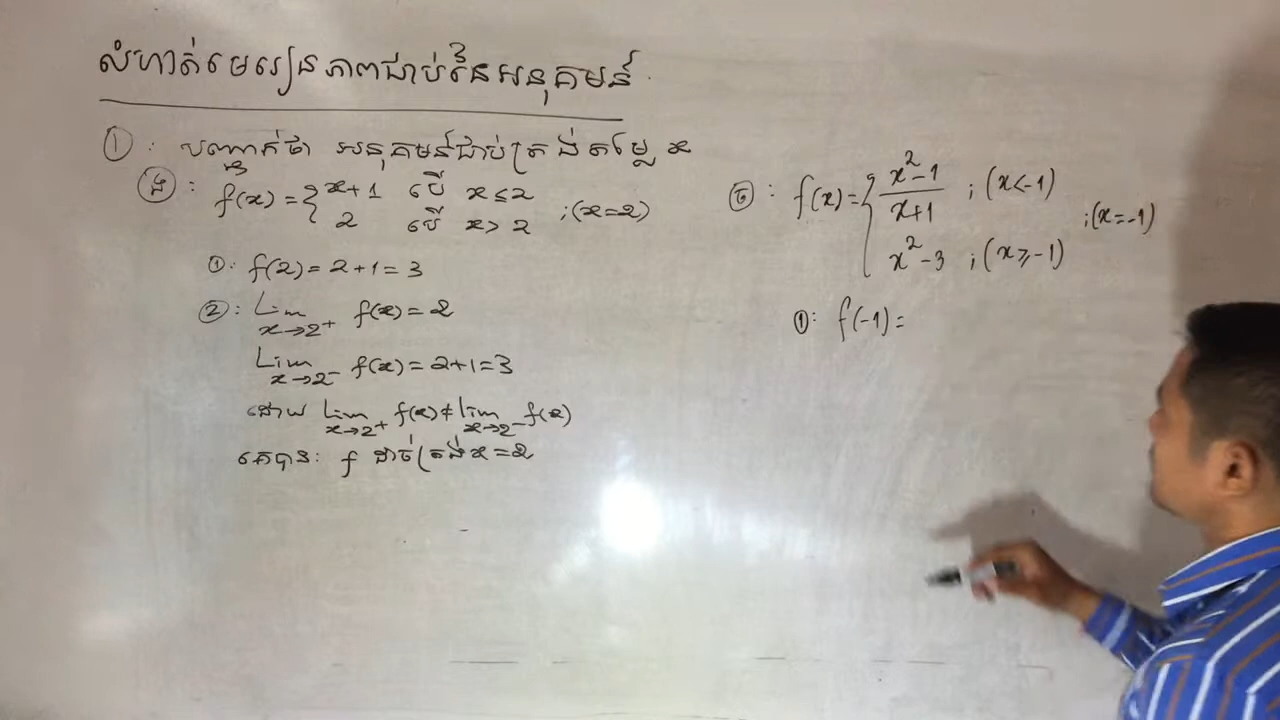 លំហាត់មេរៀនភាពជាប់នៃអនុគមន៍
① : បញ្ជាក់ថា អនុគមន៍ជាប់ត្រង់តម្លៃ x
ង : f(x) = { x+1 បើ x ≤ 2
2 បើ x > 2 ; (x=2)
①: f(2) = 2+1 = 3
②: Lim x→2⁺ f(x) = 2
Lim x→2⁻ f(x) = 2+1 = 3
ដោយ Lim x→2⁺ f(x) ≠ Lim x→2⁻ f(x)
គេបាន: f ដាច់ត្រង់ x = 2
ច : f(x) = { x²-1 / x+1 ; (x<-1)
x²-3 ; (x≥-1) ; (x=-1)
①: f(-1) =